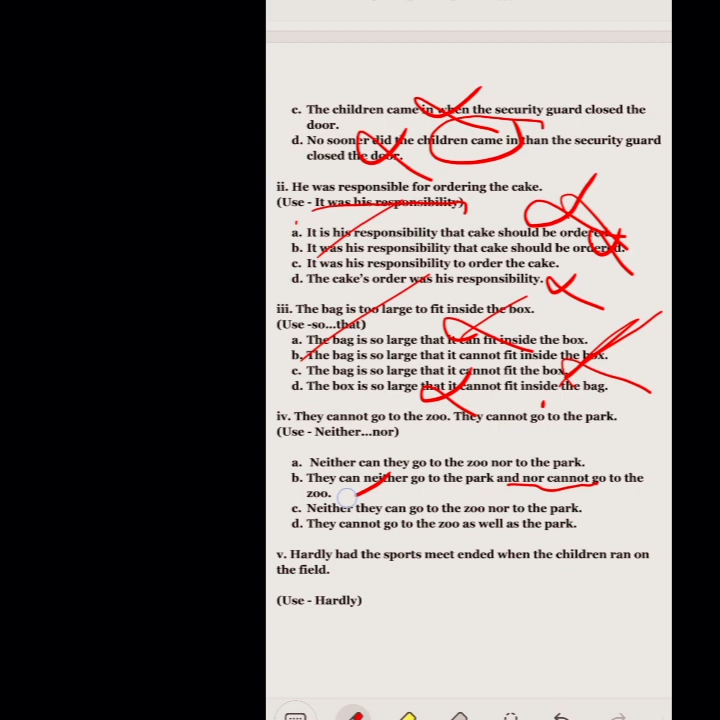 c. The children came in when the security guard closed the
door.
d. No sooner did the children came in than the security guard
closed the door.
ii. He was responsible for ordering the cake.
(Use - It was his responsibility)
a. It is his responsibility that cake should be ordered.
b. It was his responsibility that cake should be ordered.
c. It was his responsibility to order the cake.
d. The cake's order was his responsibility.
iii. The bag is too large to fit inside the box.
(Use -so...that)
a. The bag is so large that it can fit inside the box.
b. The bag is so large that it cannot fit inside the box.
c. The bag is so large that it cannot fit the box.
d. The box is so large that it cannot fit inside the bag.
iv. They cannot go to the zoo. They cannot go to the park.
(Use - Neither...nor)
a. Neither can they go to the zoo nor to the park.
b. They can neither go to the park and nor cannot go to the
zoo.
c. Neither they can go to the zoo nor to the park.
d. They cannot go to the zoo as well as the park.
v. Hardly had the sports meet ended when the children ran on
the field.
(Use - Hardly)